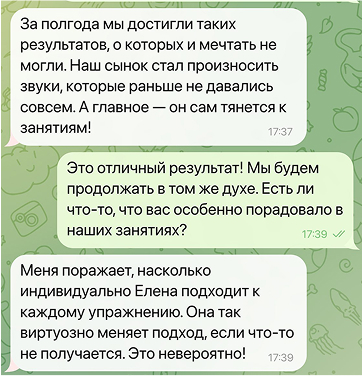 За полгода мы достигли таких
результатов, о которых и мечтать не
могли. Наш сынок стал произносить
звуки, которые раньше не давались
совсем. А главное — он сам тянется к
занятиям!
17:37
Это отличный результат! Мы будем
продолжать в том же духе. Есть ли
что-то, что вас особенно порадовало в
наших занятиях?
17:39
Меня поражает, насколько
индивидуально Елена подходит к
каждому упражнению. Она так
виртуозно меняет подход, если что-то
не получается. Это невероятно!
17:39